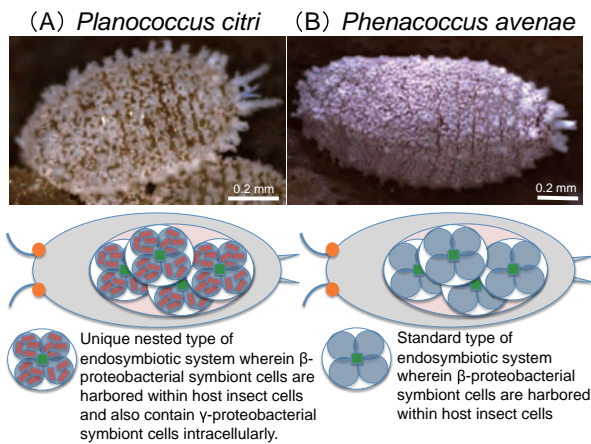 (A) Planococcus citri
(B) Phenacoccus avenae
0.2 mm
0.2 mm
Unique nested type of
endosymbiotic system wherein β-
proteobacterial symbiont cells are
harbored within host insect cells
and also contain γ-proteobacterial
symbiont cells intracellularly.
Standard type of
endosymbiotic system
wherein β-proteobacterial
symbiont cells are harbored
within host insect cells